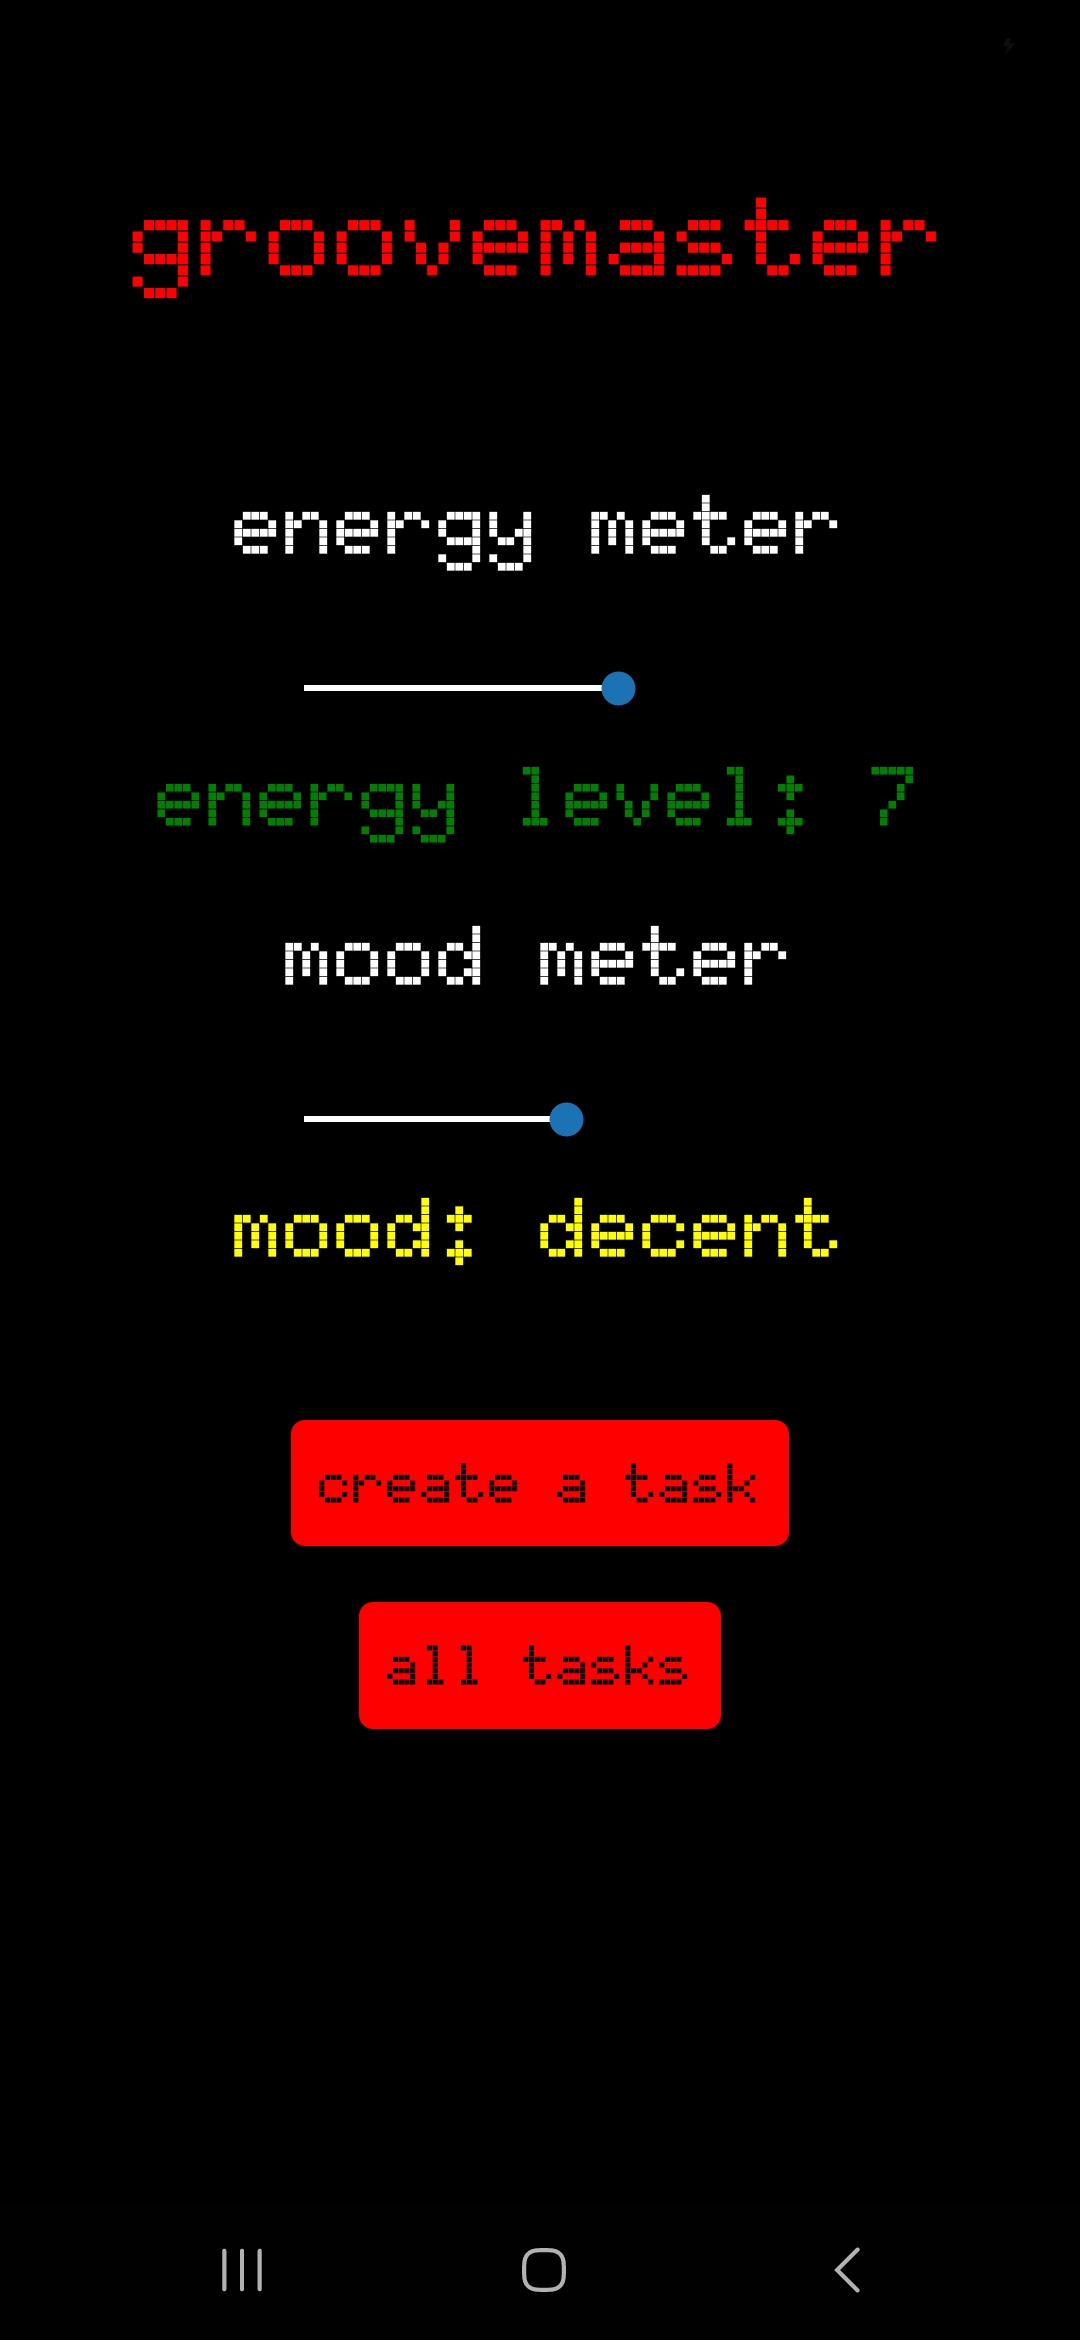 groovemaster
energy meter
energy level: 7
mood meter
mood: decent
create a task
all tasks